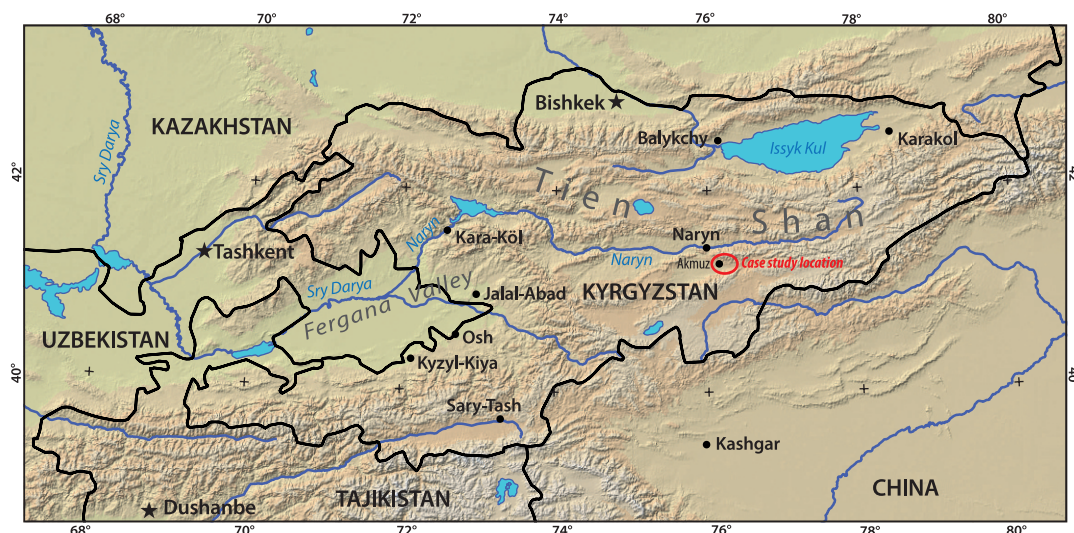 68°
70°
72°
74°
76°
78°
80°
Bishkek
KAZAKHSTAN
Balykchy
Karakol
Issyk Kul
Sry Darya
42°
42°
Tien
Shan
Kara-Köl
Naryn
Naryn
Tashkent
Naryn
Akmuz
Case study location
Sry Darya
Fergana Valley
Jalal-Abad
KYRGYZSTAN
UZBEKISTAN
Osh
Kyzyl-Kiya
40°
40°
Sary-Tash
Kashgar
CHINA
TAJIKISTAN
Dushanbe
68°
70°
72°
74°
76°
78°
80°